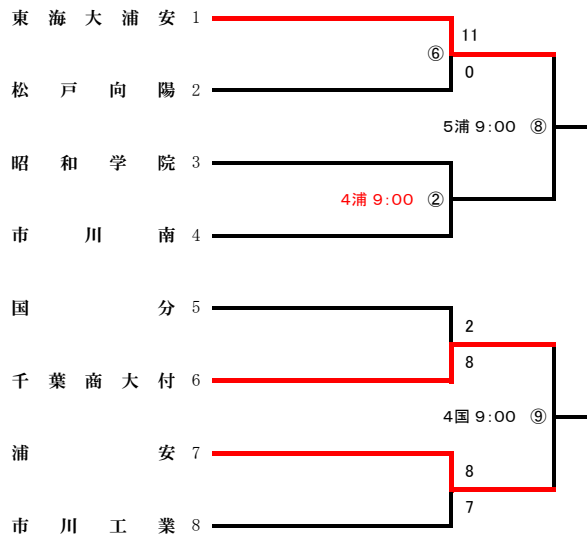 東海大浦安 1
11
⑥
0
松戸向陽 2
5浦 9:00 ⑧
昭和学院 3
4浦 9:00 ②
市川南 4
国分 5
2
8
千葉商大付 6
4国 9:00 ⑨
浦安 7
8
7
市川工業 8